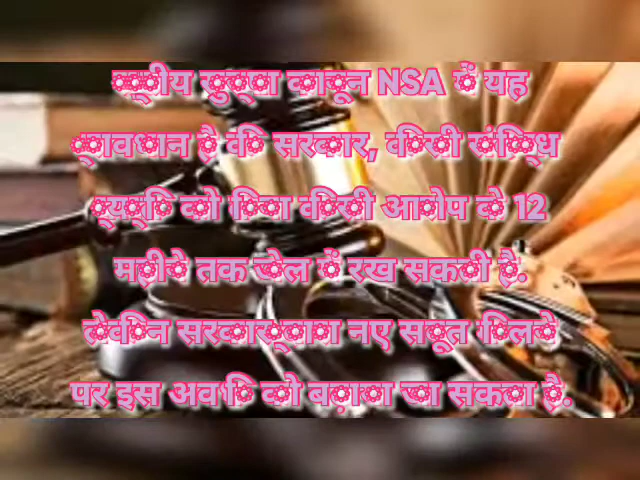 राष्ट्रीय सुरक्षा कानून NSA में यह
प्रावधान है कि सरकार, किसी संदिग्ध
व्यक्ति को बिना किसी आरोप के 12
महीने तक जेल में रख सकती है.
लेकिन सरकार द्वारा नए सबूत मिलने
पर इस अवधि को बढ़ाया जा सकता है.